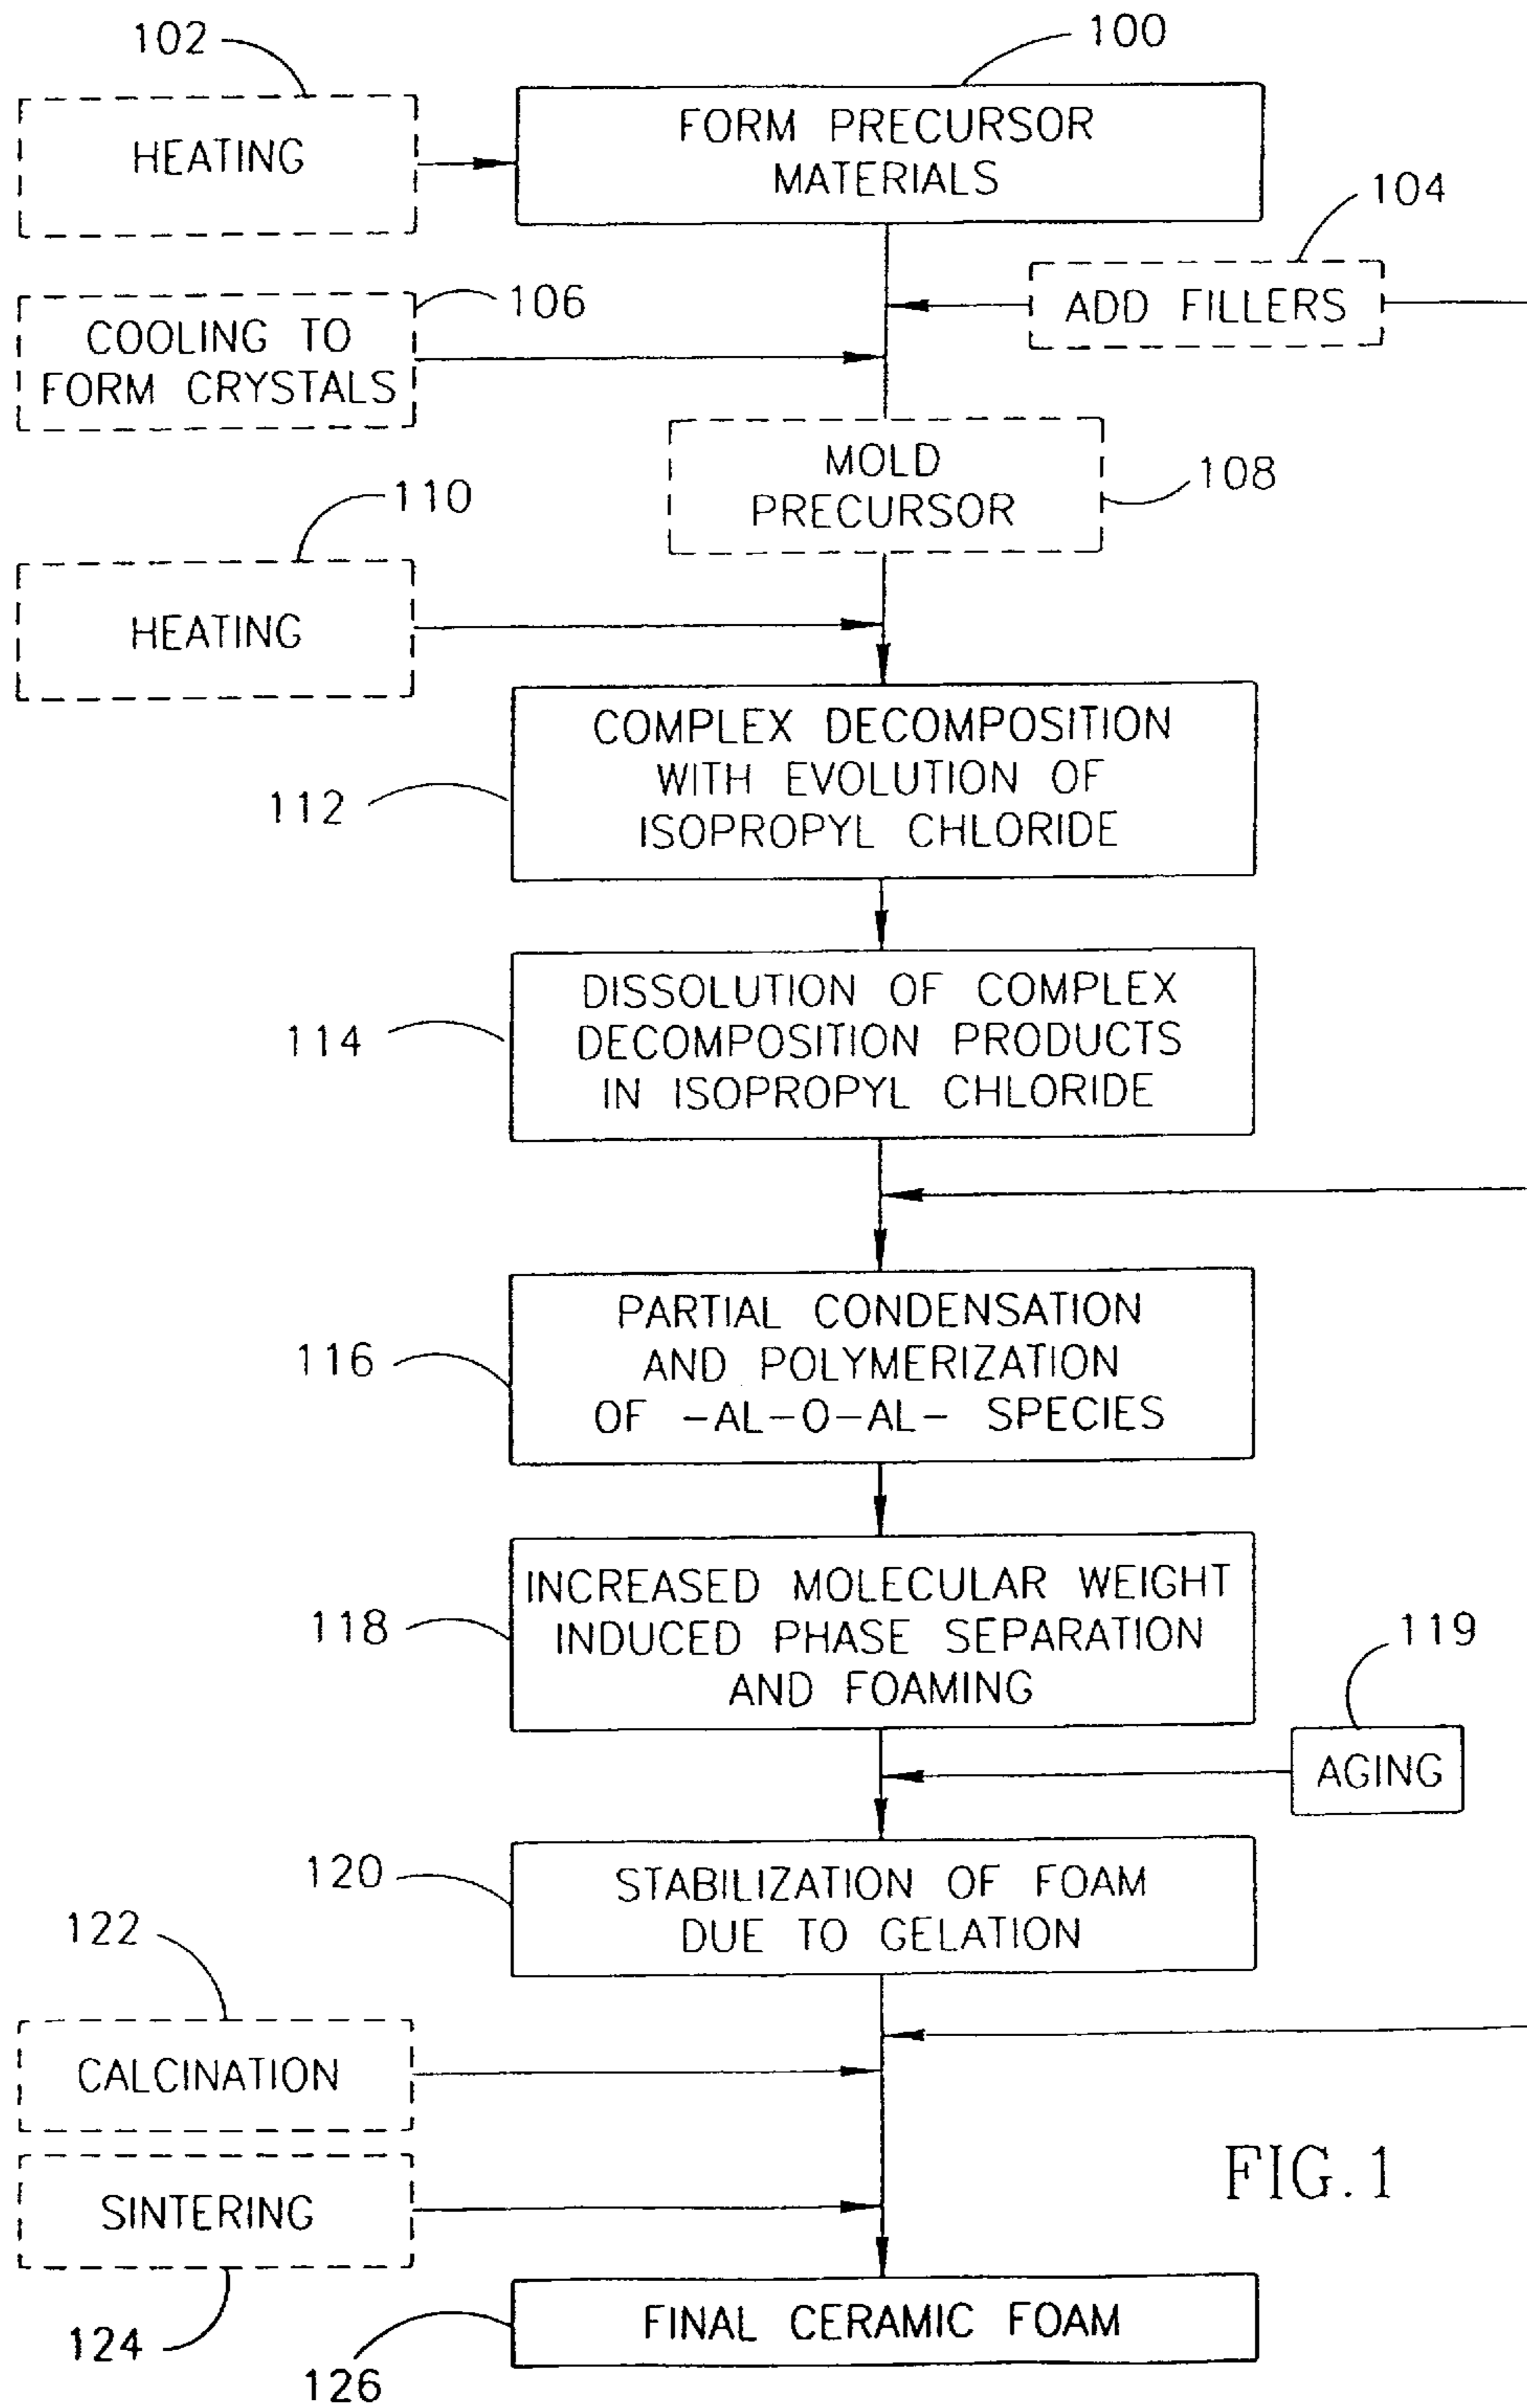 102
100
HEATING
FORM PRECURSOR
MATERIALS
104
106
ADD FILLERS
COOLING TO
FORM CRYSTALS
MOLD
PRECURSOR
108
110
HEATING
COMPLEX DECOMPOSITION
WITH EVOLUTION OF
ISOPROPYL CHLORIDE
112
DISSOLUTION OF COMPLEX
DECOMPOSITION PRODUCTS
IN ISOPROPYL CHLORIDE
114
PARTIAL CONDENSATION
AND POLYMERIZATION
OF -AL-O-AL- SPECIES
116
INCREASED MOLECULAR WEIGHT
INDUCED PHASE SEPARATION
AND FOAMING
118
119
AGING
120
STABILIZATION OF FOAM
DUE TO GELATION
122
CALCINATION
SINTERING
124
FIG. 1
FINAL CERAMIC FOAM
126